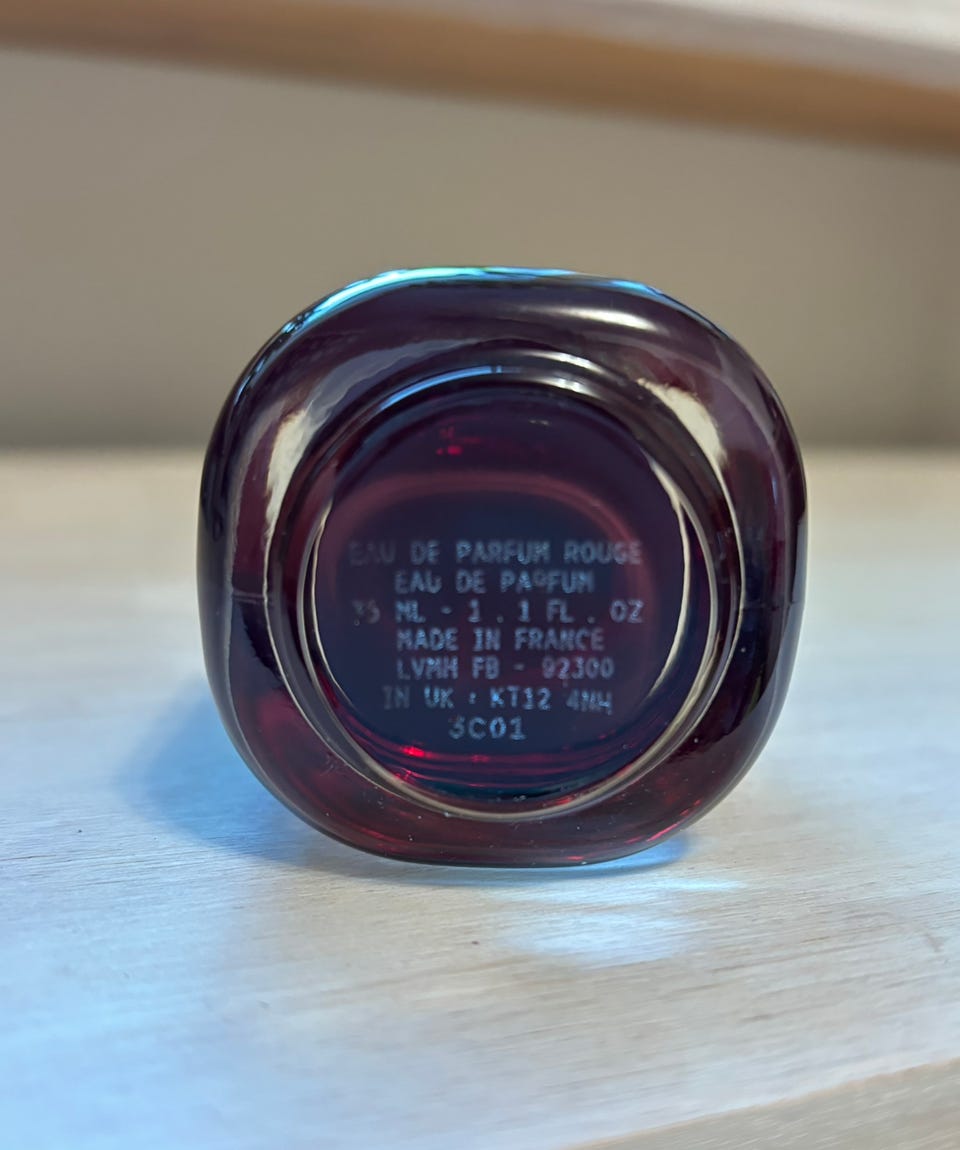 EAU DE PARFUM ROUGE
EAU DE PARFUM
35 ML - 1 . 1 FL . OZ
MADE IN FRANCE
LVMH FB - 92300
IN UK : KT12 4NH
3C01